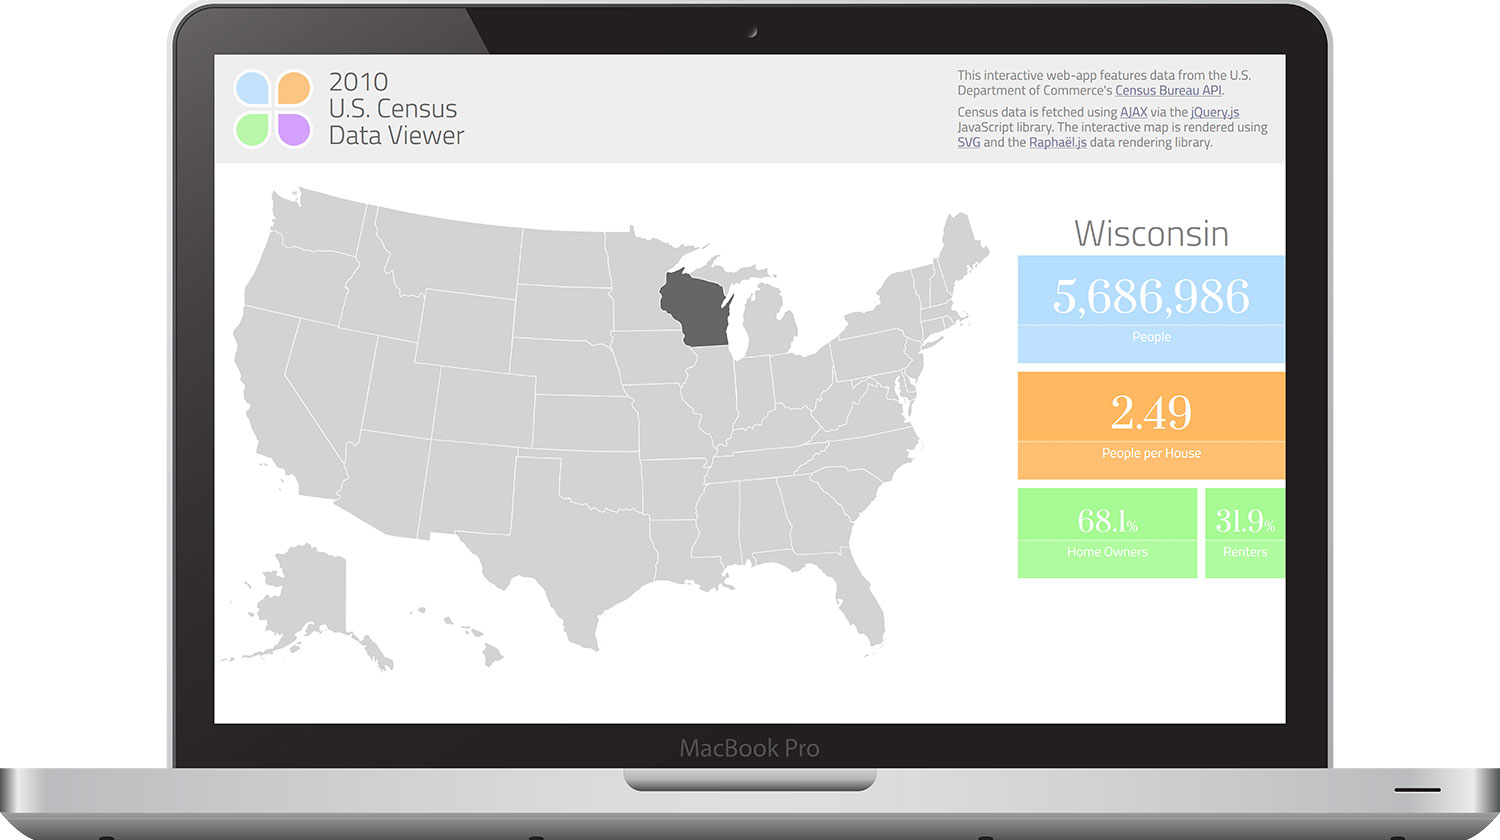 2010
U.S. Census
Data Viewer
This interactive web-app features data from the U.S.
Department of Commerce's Census Bureau API.
Census data is fetched using AJAX via the jQuery.js
JavaScript library. The interactive map is rendered using
SVG and the Raphaël.js data rendering library.
Wisconsin
5,686,986
People
2.49
People per House
68.1%
Home Owners
31.9%
Renters
MacBook Pro